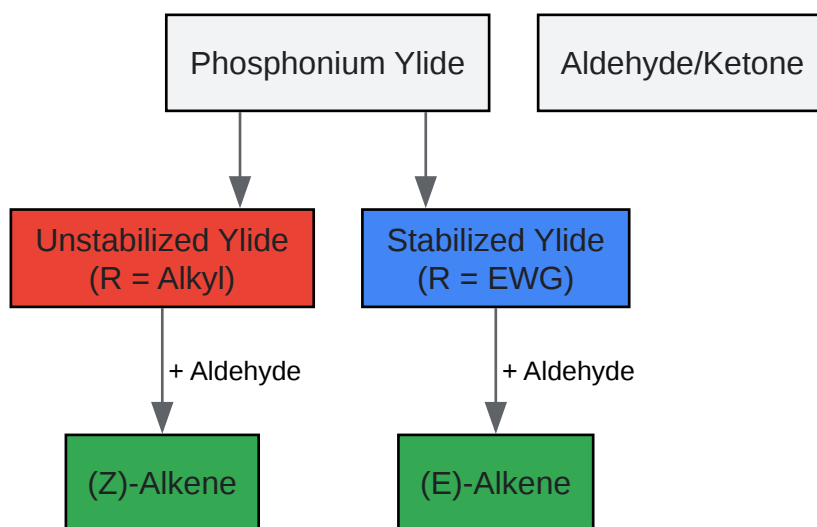 Phosphonium Ylide
Aldehyde/Ketone
Unstabilized Ylide
(R = Alkyl)
Stabilized Ylide
(R = EWG)
+ Aldehyde
+ Aldehyde
(Z)-Alkene
(E)-Alkene